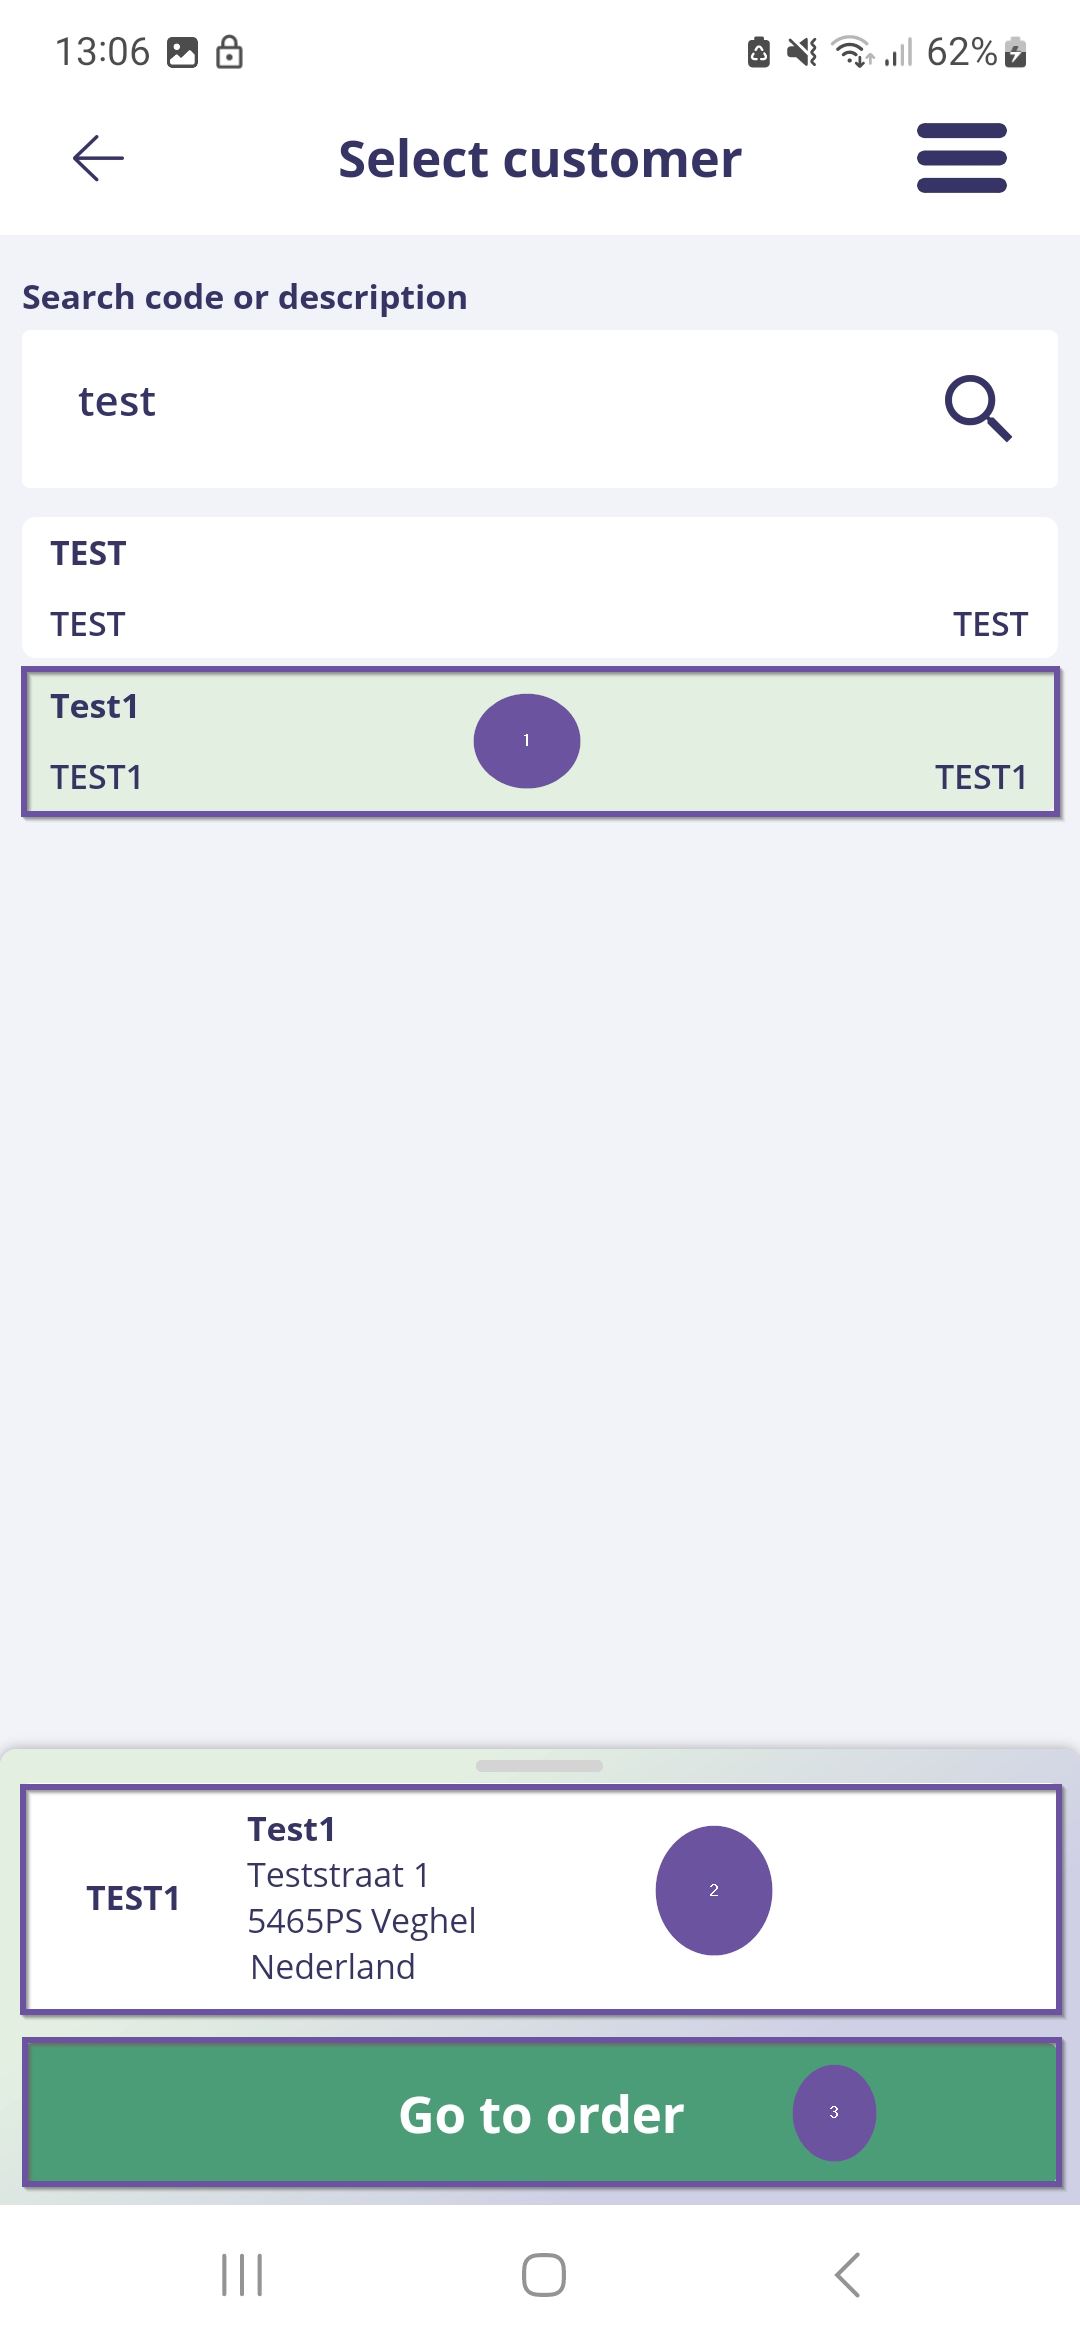 13:06 62%
Select customer
Search code or description
test
TEST
TEST TEST
Test1
1
TEST1 TEST1
Test1
Teststraat 1
TEST1
2
5465PS Veghel
Nederland
Go to order 3